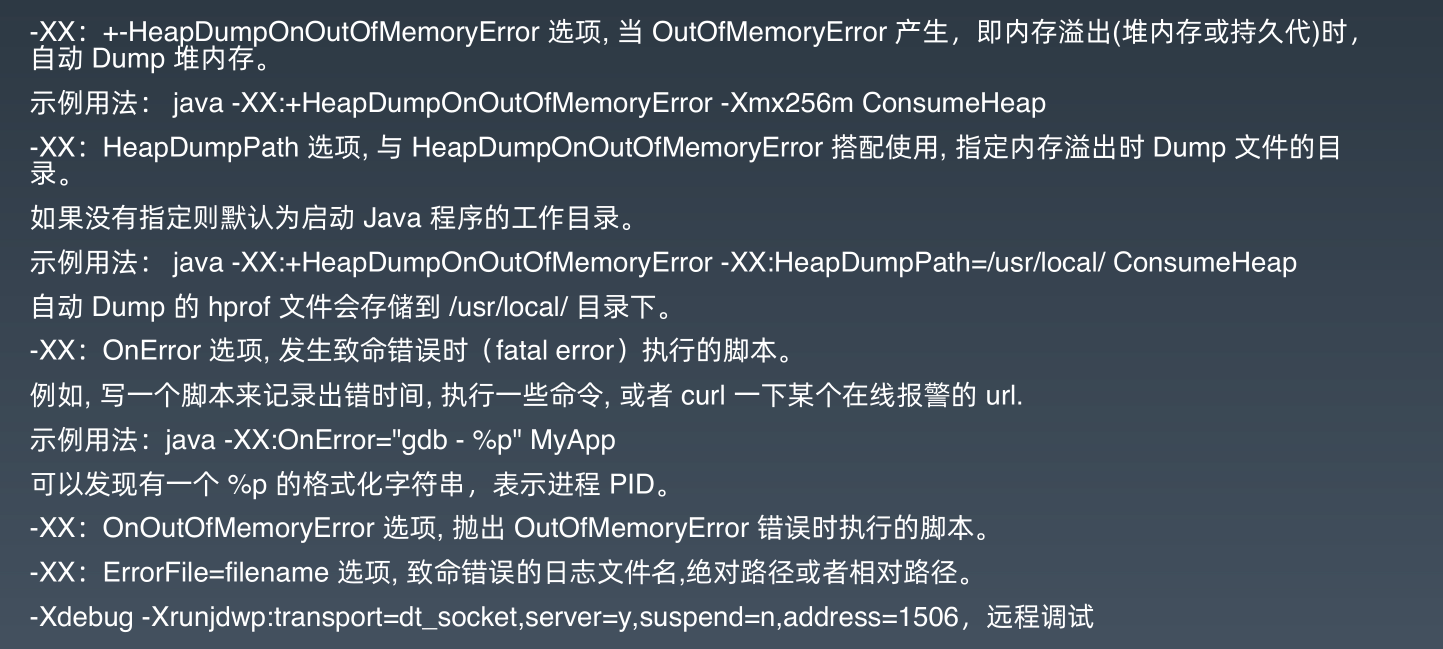 -XX：+-HeapDumpOnOutOfMemoryError 选项, 当 OutOfMemoryError 产生，即内存溢出(堆内存或持久代)时，
自动 Dump 堆内存。
示例用法： java -XX:+HeapDumpOnOutOfMemoryError -Xmx256m ConsumeHeap
-XX：HeapDumpPath 选项, 与 HeapDumpOnOutOfMemoryError 搭配使用, 指定内存溢出时 Dump 文件的目
录。
如果没有指定则默认为启动 Java 程序的工作目录。
示例用法： java -XX:+HeapDumpOnOutOfMemoryError -XX:HeapDumpPath=/usr/local/ ConsumeHeap
自动 Dump 的 hprof 文件会存储到 /usr/local/ 目录下。
-XX：OnError 选项, 发生致命错误时（fatal error）执行的脚本。
例如, 写一个脚本来记录出错时间, 执行一些命令, 或者 curl 一下某个在线报警的 url.
示例用法：java -XX:OnError="gdb - %p" MyApp
可以发现有一个 %p 的格式化字符串，表示进程 PID。
-XX：OnOutOfMemoryError 选项, 抛出 OutOfMemoryError 错误时执行的脚本。
-XX：ErrorFile=filename 选项, 致命错误的日志文件名,绝对路径或者相对路径。
-Xdebug -Xrunjdwp:transport=dt_socket,server=y,suspend=n,address=1506，远程调试